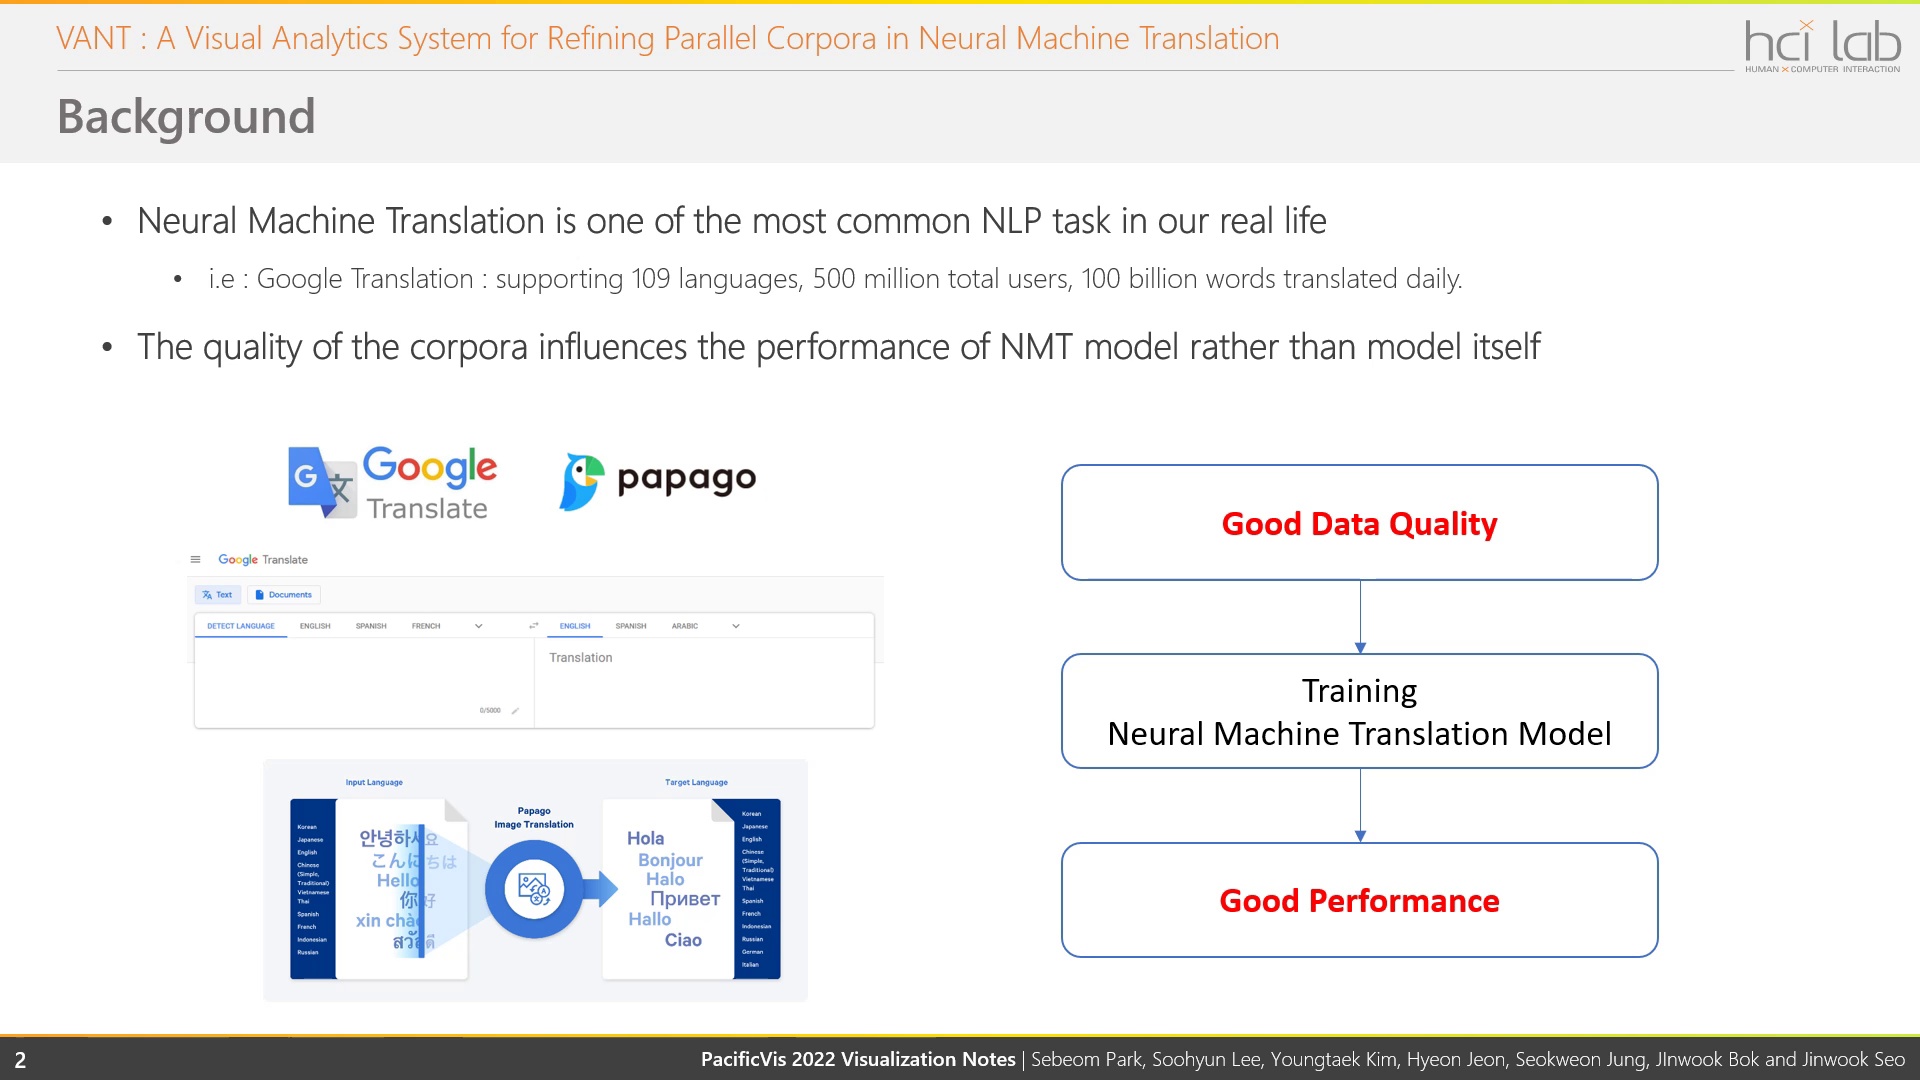 VANT : A Visual Analytics System for Refining Parallel Corpora in Neural Machine Translation
hci lab
HUMAN × COMPUTER INTERACTION
Background
• Neural Machine Translation is one of the most common NLP task in our real life
• i.e : Google Translation : supporting 109 languages, 500 million total users, 100 billion words translated daily.
• The quality of the corpora influences the performance of NMT model rather than model itself
G 文
Google
Translate
papago
Google Translate
Text
Documents
DETECT LANGUAGE ENGLISH SPANISH FRENCH
ENGLISH SPANISH ARABIC
Translation
0/5000
Input Language
Korean
Japanese
English
Chinese
(Simple,
Traditional)
Vietnamese
Thai
Spanish
French
Indonesian
Russian
안녕하세요
こんにちは
Hello
你好
xin chào
สวัสดี
Papago
Image Translation
Target Language
Hola
Bonjour
Halo
Привет
Hallo
Ciao
Korean
Japanese
English
Chinese
(Simple,
Traditional)
Vietnamese
Thai
Spanish
French
Indonesian
Russian
German
Italian
Good Data Quality
Training
Neural Machine Translation Model
Good Performance
2
PacificVis 2022 Visualization Notes | Sebeom Park, Soohyun Lee, Youngtaek Kim, Hyeon Jeon, Seokweon Jung, JInwook Bok and Jinwook Seo